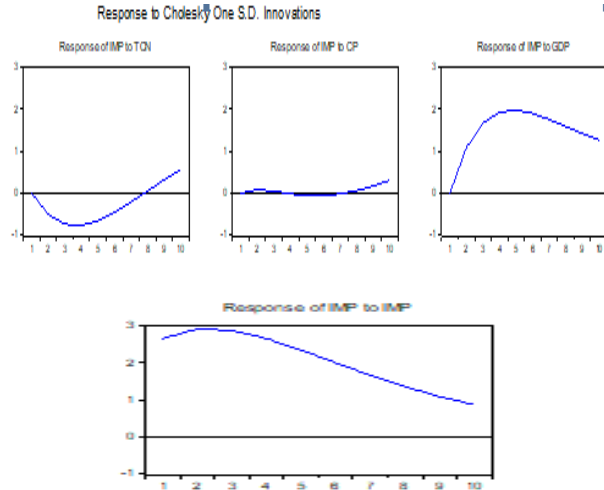 Response to Cholesky One S.D. Innovations
Response of IMP to TCN
Response of IMP to CP
Response of IMP to GDP
3
2
1
0
-1
1 2 3 4 5 6 7 8 9 10
3
2
1
0
-1
1 2 3 4 5 6 7 8 9 10
3
2
1
0
-1
1 2 3 4 5 6 7 8 9 10
Response of IMP to IMP
3
2
1
0
-1
1 2 3 4 5 6 7 8 9 10